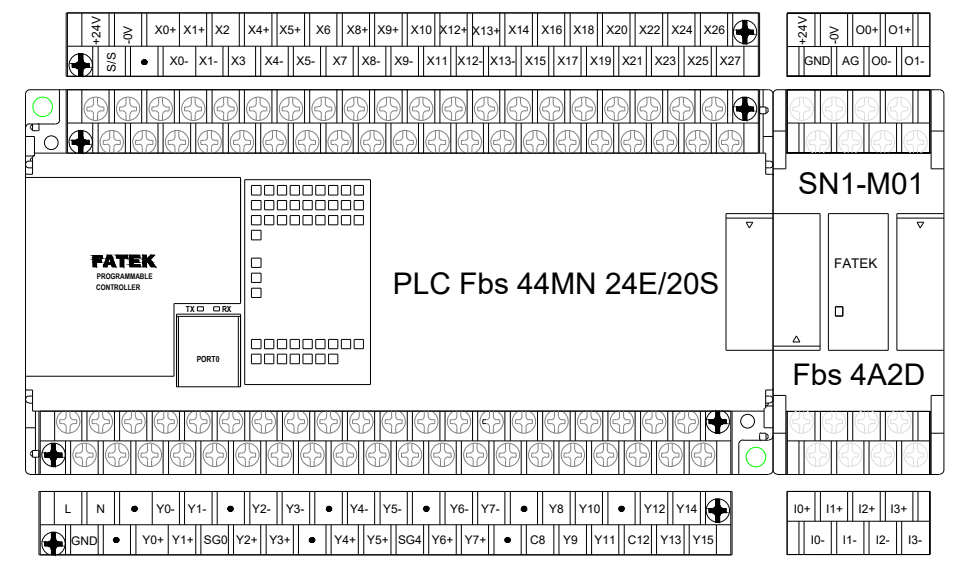 +24V -0V X0+ X1+ X2 X4+ X5+ X6 X8+ X9+ X10 X12+ X13+ X14 X16 X18 X20 X22 X24 X26
S/S • X0- X1- X3 X4- X5- X7 X8- X9- X11 X12- X13- X15 X17 X19 X21 X23 X25 X27
+24V -0V O0+ O1+
GND AG O0- O1-
SN1-M01
FATEK
PROGRAMMABLE
CONTROLLER
TX RX
PORT0
PLC Fbs 44MN 24E/20S
FATEK
Fbs 4A2D
L N • Y0- Y1- • Y2- Y3- • Y4- Y5- • Y6- Y7- • Y8 Y10 • Y12 Y14
GND • Y0+ Y1+ SG0 Y2+ Y3+ • Y4+ Y5+ SG4 Y6+ Y7+ • C8 Y9 Y11 C12 Y13 Y15
I0+ I1+ I2+ I3+
I0- I1- I2- I3-